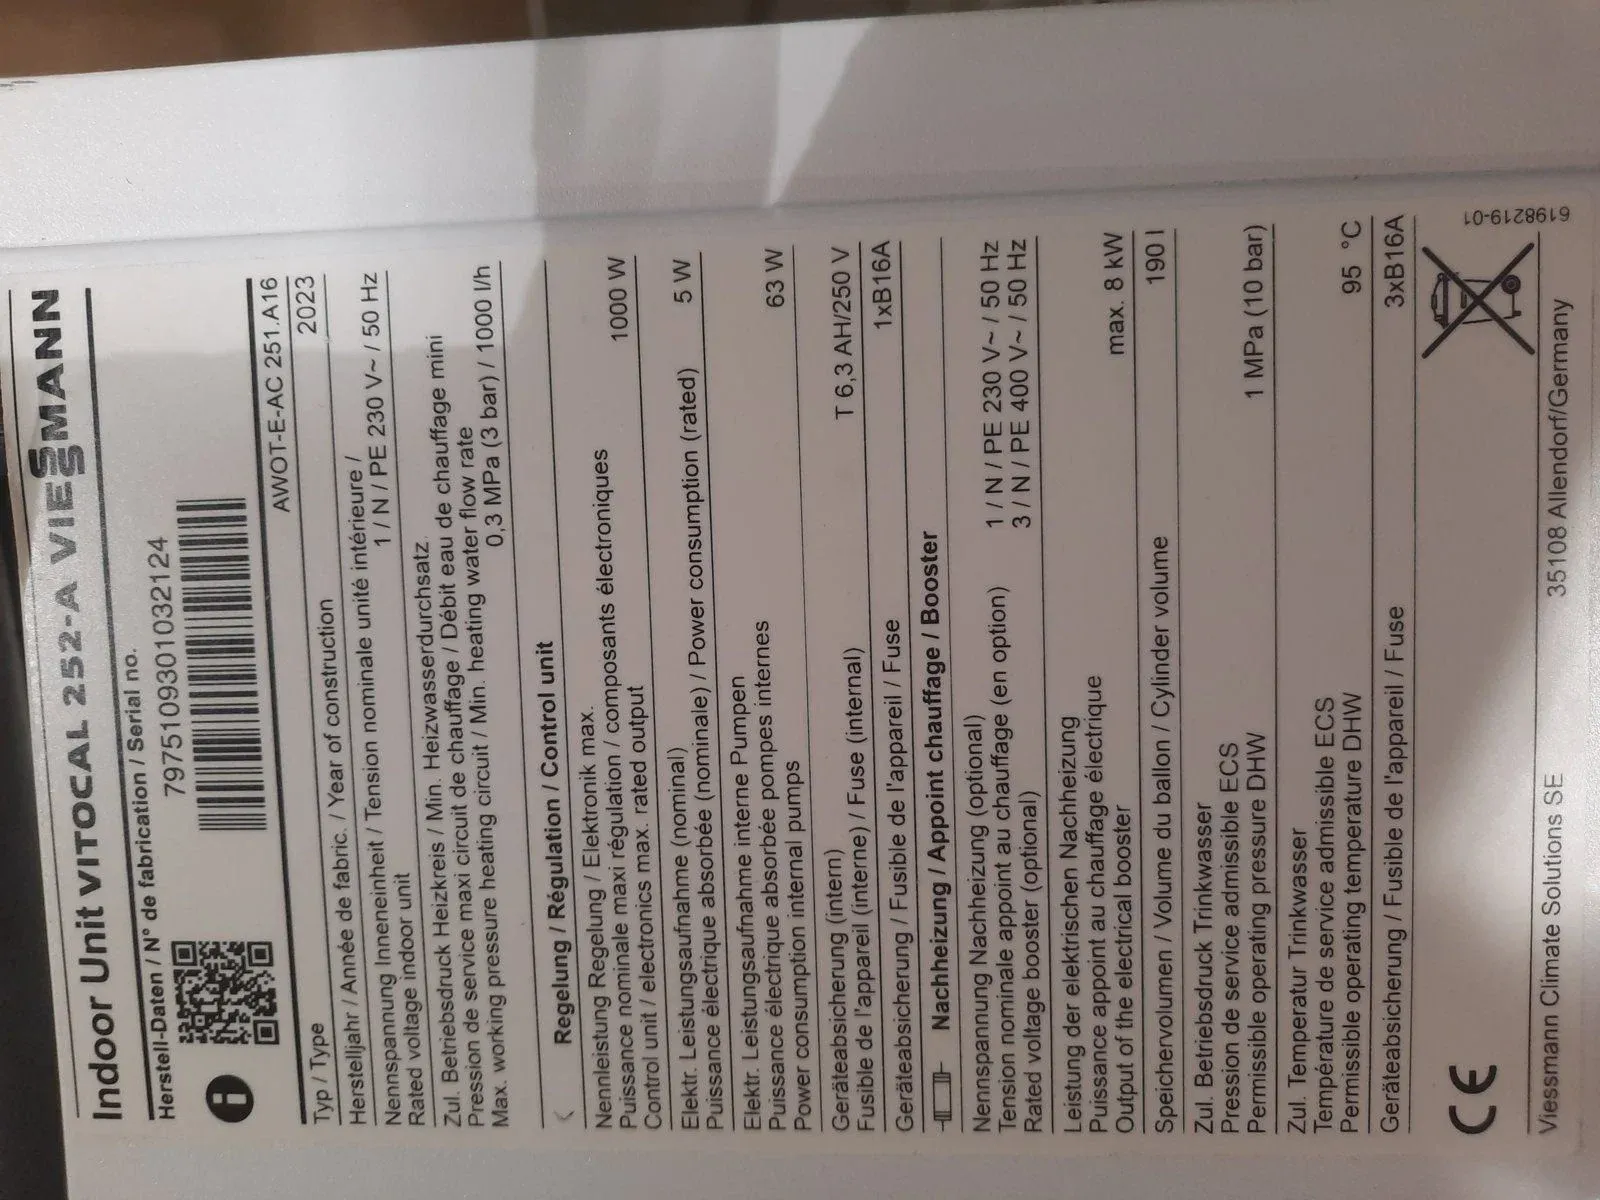 Indoor Unit VITOCAL 252-A VIESSMANN
Herstell-Daten / N° de fabrication / Serial no.
7975109301032124
Typ / Type AWOT-E-AC 251.A16
Herstelljahr / Année de fabric. / Year of construction 2023
Nennspannung Inneneinheit / Tension nominale unité intérieure /
Rated voltage indoor unit 1 / N / PE 230 V~ / 50 Hz
Zul. Betriebsdruck Heizkreis / Min. Heizwasserdurchsatz
Pression de service maxi circuit de chauffage / Débit eau de chauffage mini
Max. working pressure heating circuit / Min. heating water flow rate
0,3 MPa (3 bar) / 1000 l/h
Regelung / Régulation / Control unit
Nennleistung Regelung / Elektronik max.
Puissance nominale maxi régulation / composants électroniques
Control unit / electronics max. rated output 1000 W
Elektr. Leistungsaufnahme (nominal)
Puissance électrique absorbée (nominale) / Power consumption (rated) 5 W
Elektr. Leistungsaufnahme interne Pumpen
Puissance électrique absorbée pompes internes
Power consumption internal pumps 63 W
Geräteabsicherung (intern)
Fusible de l'appareil (interne) / Fuse (internal) T 6,3 AH/250 V
Geräteabsicherung / Fusible de l'appareil / Fuse 1xB16A
Nachheizung / Appoint chauffage / Booster
Nennspannung Nachheizung (optional)
Tension nominale appoint au chauffage (en option) 1 / N / PE 230 V~ / 50 Hz
Rated voltage booster (optional) 3 / N / PE 400 V~ / 50 Hz
Leistung der elektrischen Nachheizung
Puissance appoint au chauffage électrique
Output of the electrical booster max. 8 kW
Speichervolumen / Volume du ballon / Cylinder volume 190 l
Zul. Betriebsdruck Trinkwasser
Pression de service admissible ECS
Permissible operating pressure DHW 1 MPa (10 bar)
Zul. Temperatur Trinkwasser
Température de service admissible ECS
Permissible operating temperature DHW 95 °C
Geräteabsicherung / Fusible de l'appareil / Fuse 3xB16A
CE
6198219-01
Viessmann Climate Solutions SE 35108 Allendorf/Germany